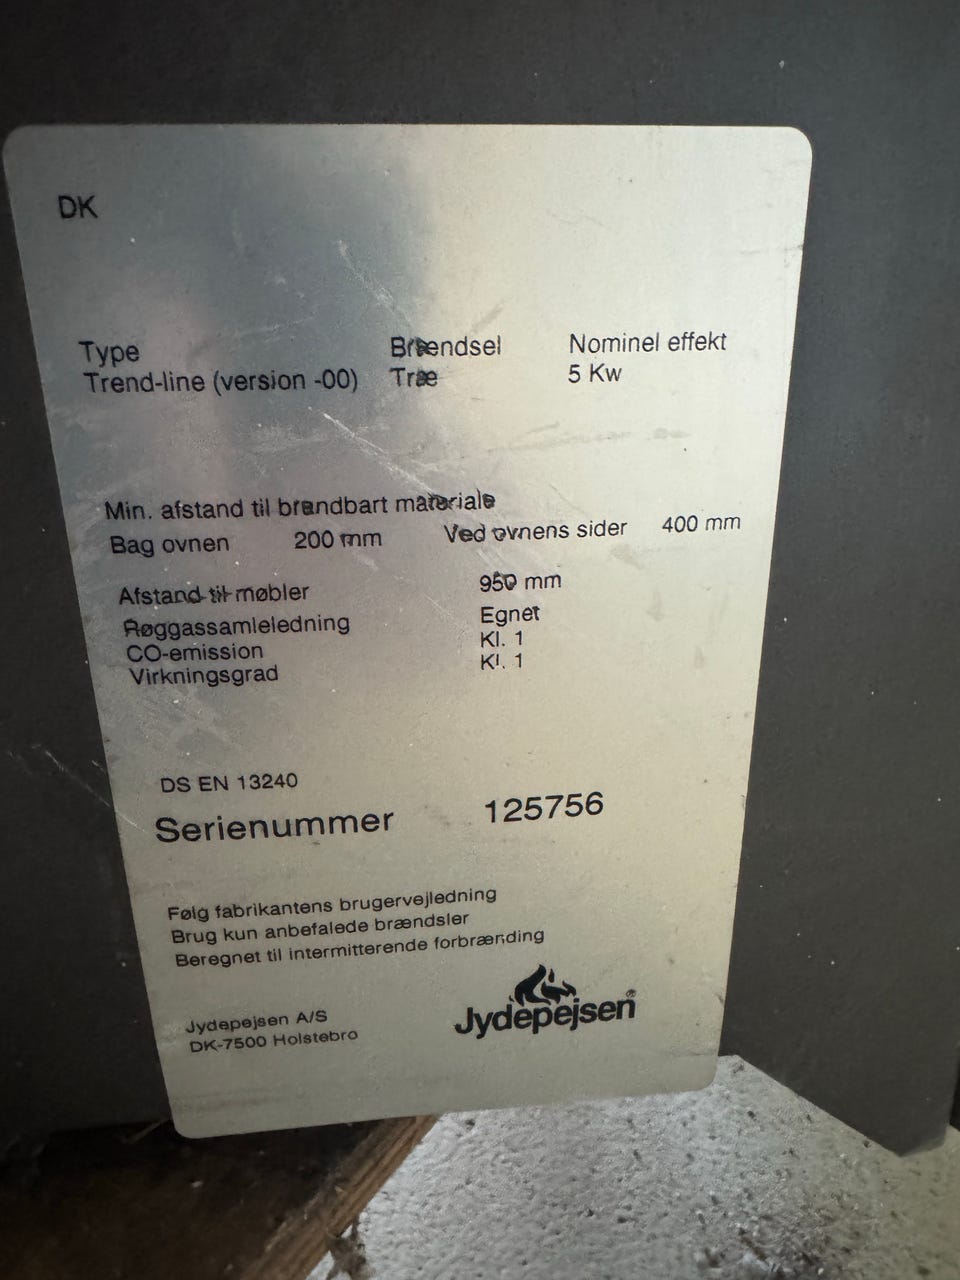 DK
Type Brændsel Nominel effekt
Trend-line (version -00) Træ 5 Kw
Min. afstand til brændbart materiale
Bag ovnen 200 mm Ved ovnens sider 400 mm
Afstand til møbler 950 mm
Røggassamleledning Egnet
CO-emission Kl. 1
Virkningsgrad Kl. 1
DS EN 13240
Serienummer 125756
Følg fabrikantens brugervejledning
Brug kun anbefalede brændsler
Beregnet til intermitterende forbrænding
Jydepejsen A/S
DK-7500 Holstebro
Jydepejsen®